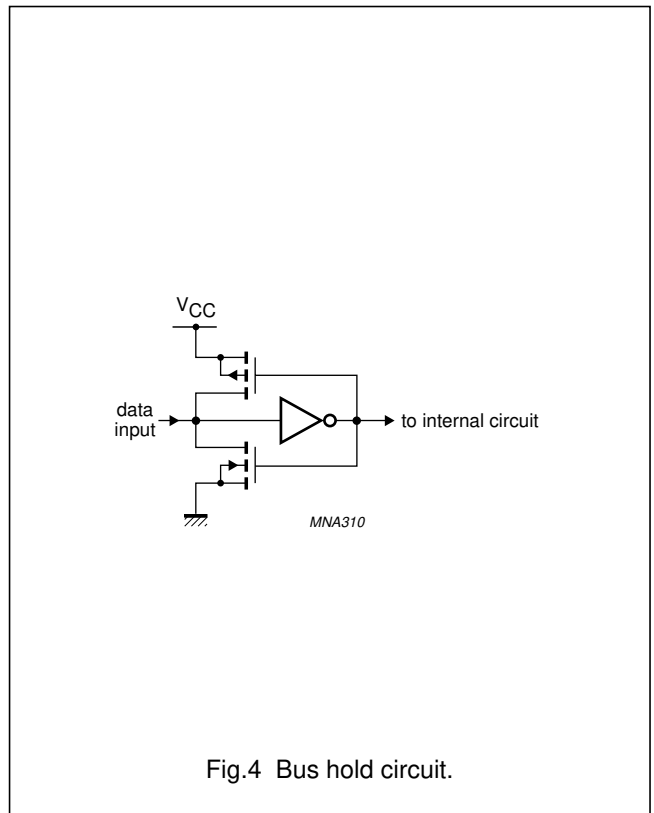 VCC
data
input
to internal circuit
MNA310
Fig.4 Bus hold circuit.